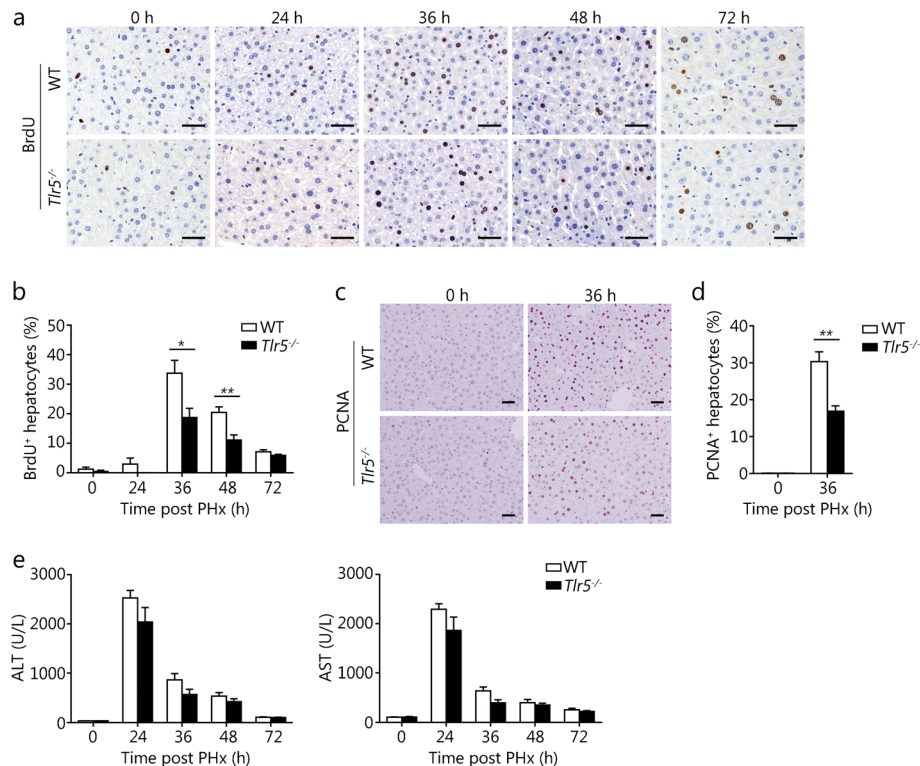 a
0 h 24 h 36 h 48 h 72 h
BrdU
WT
Tlr5-/-
b
BrdU+ hepatocytes (%)
50
40
30
20
10
0
WT
Tlr5-/-
*
**
0 24 36 48 72
Time post PHx (h)
c
0 h 36 h
PCNA
WT
Tlr5-/-
d
PCNA+ hepatocytes (%)
40
30
20
10
0
WT
Tlr5-/-
**
0 36
Time post PHx (h)
e
ALT (U/L)
3000
2000
1000
0
0 24 36 48 72
Time post PHx (h)
AST (U/L)
3000
2000
1000
0
WT
Tlr5-/-
0 24 36 48 72
Time post PHx (h)